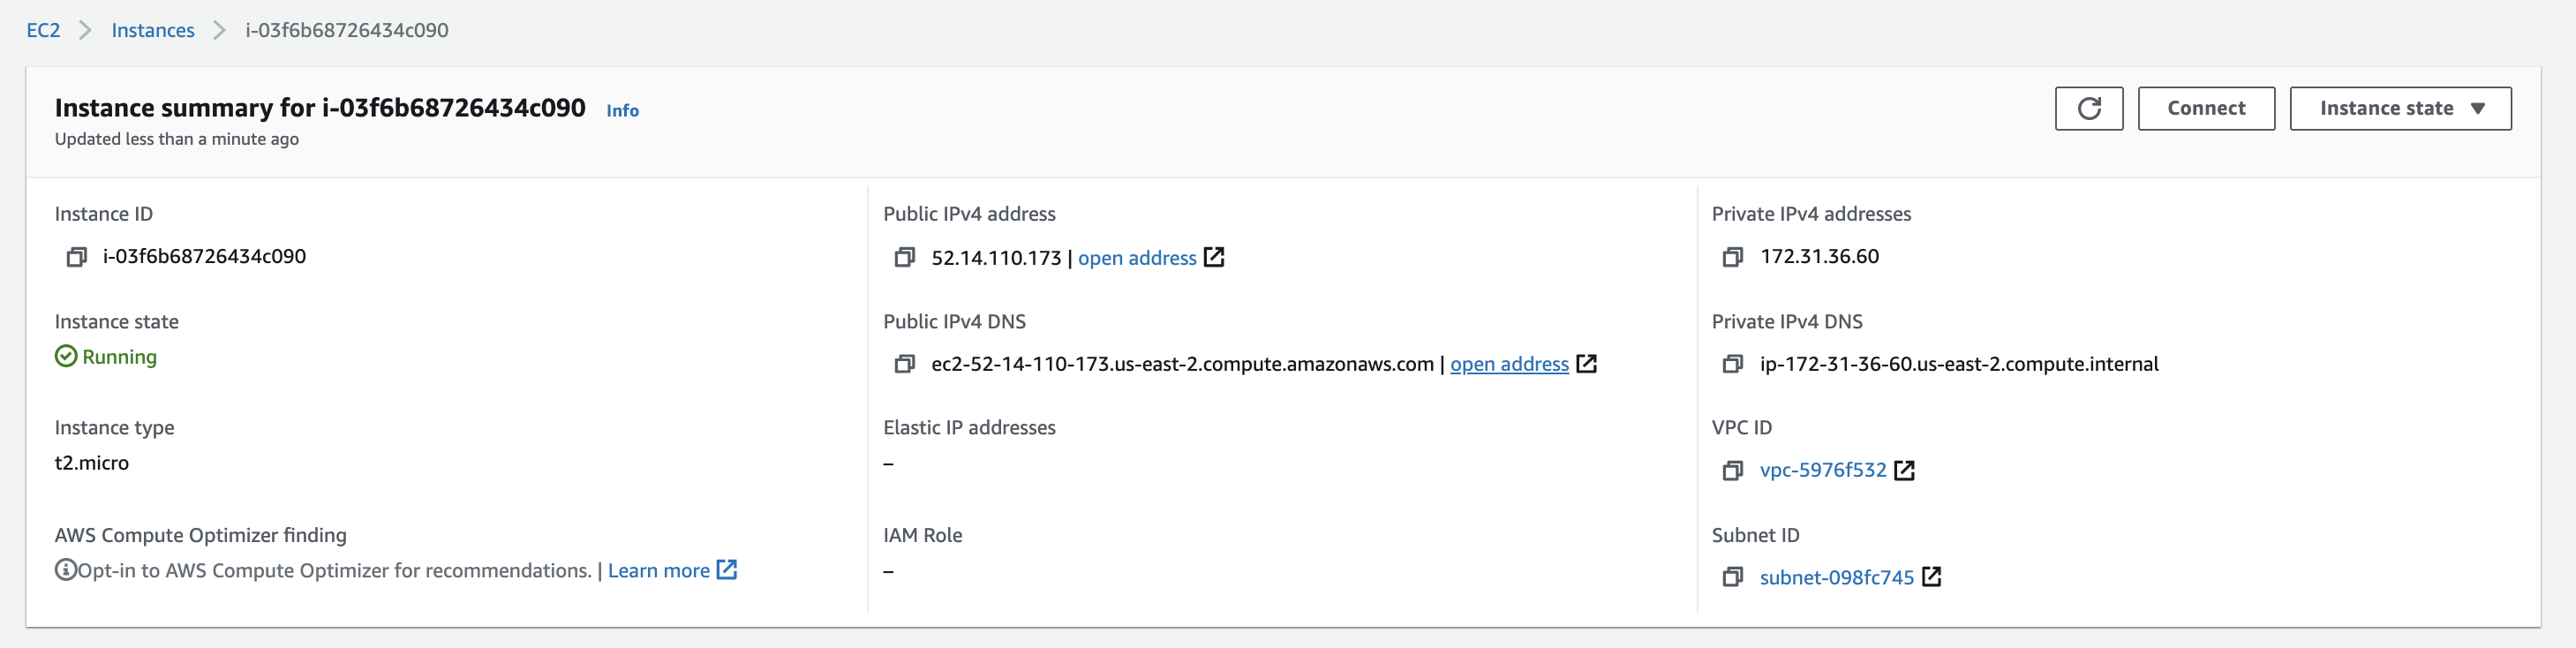 EC2 > Instances > i-03f6b68726434c090
Instance summary for i-03f6b68726434c090 Info
Updated less than a minute ago
Connect
Instance state
Instance ID
i-03f6b68726434c090
Instance state
Running
Instance type
t2.micro
AWS Compute Optimizer finding
Opt-in to AWS Compute Optimizer for recommendations. | Learn more
Public IPv4 address
52.14.110.173 | open address
Public IPv4 DNS
ec2-52-14-110-173.us-east-2.compute.amazonaws.com | open address
Elastic IP addresses
–
IAM Role
–
Private IPv4 addresses
172.31.36.60
Private IPv4 DNS
ip-172-31-36-60.us-east-2.compute.internal
VPC ID
vpc-5976f532
Subnet ID
subnet-098fc745